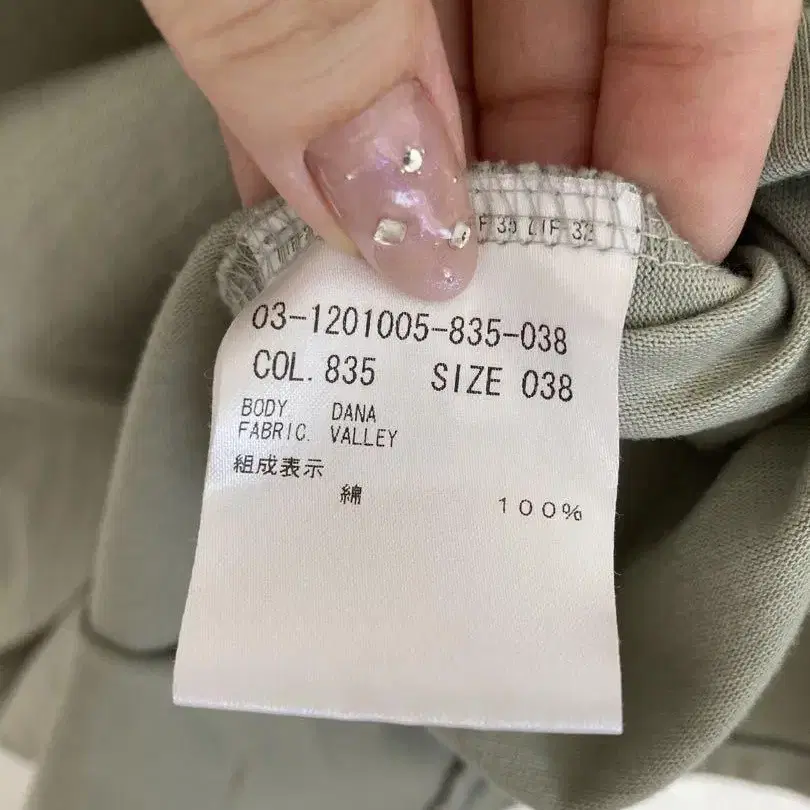 03-1201005-835-038
COL. 835 SIZE 038
BODY DANA
FABRIC. VALLEY
組成表示
綿 100%